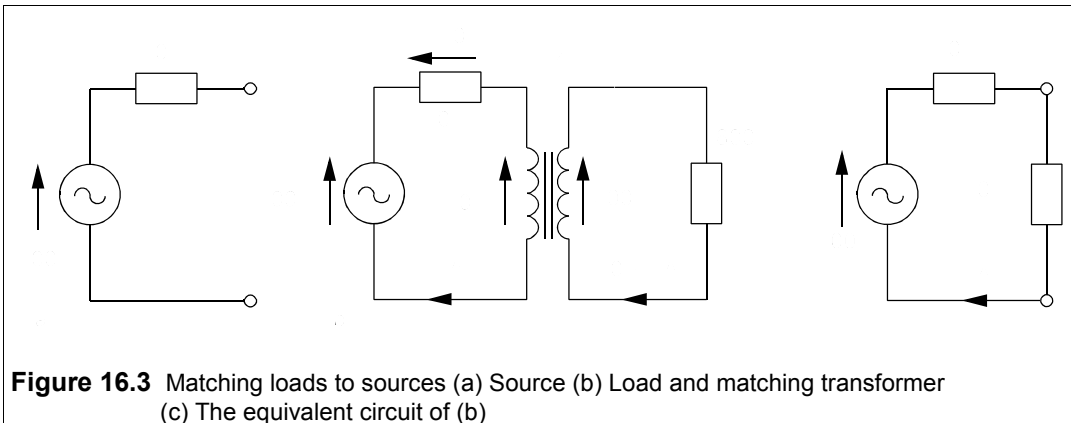 Figure 16.3 Matching loads to sources (a) Source (b) Load and matching transformer
(c) The equivalent circuit of (b)